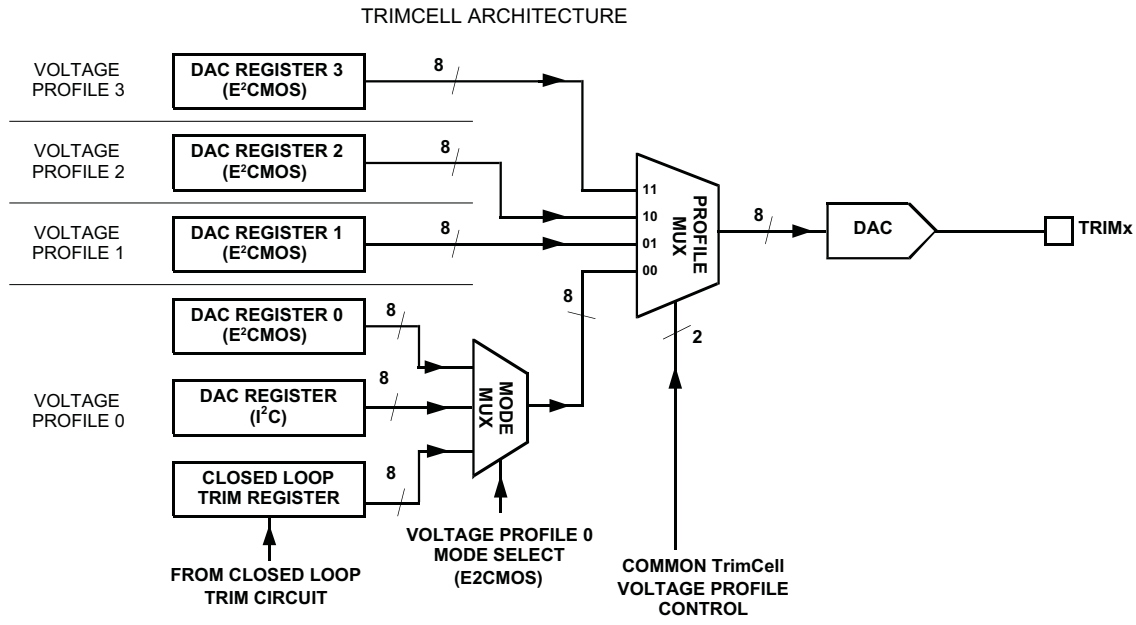 TRIMCELL ARCHITECTURE
VOLTAGE
PROFILE 3
DAC REGISTER 3
(E²CMOS)
8
VOLTAGE
PROFILE 2
DAC REGISTER 2
(E²CMOS)
8
VOLTAGE
PROFILE 1
DAC REGISTER 1
(E²CMOS)
8
VOLTAGE
PROFILE 0
DAC REGISTER 0
(E²CMOS)
8
DAC REGISTER
(I²C)
8
CLOSED LOOP
TRIM REGISTER
8
FROM CLOSED LOOP
TRIM CIRCUIT
MODE
MUX
VOLTAGE PROFILE 0
MODE SELECT
(E2CMOS)
8
11
10
01
00
PROFILE
MUX
2
COMMON TrimCell
VOLTAGE PROFILE
CONTROL
8
DAC
TRIMx